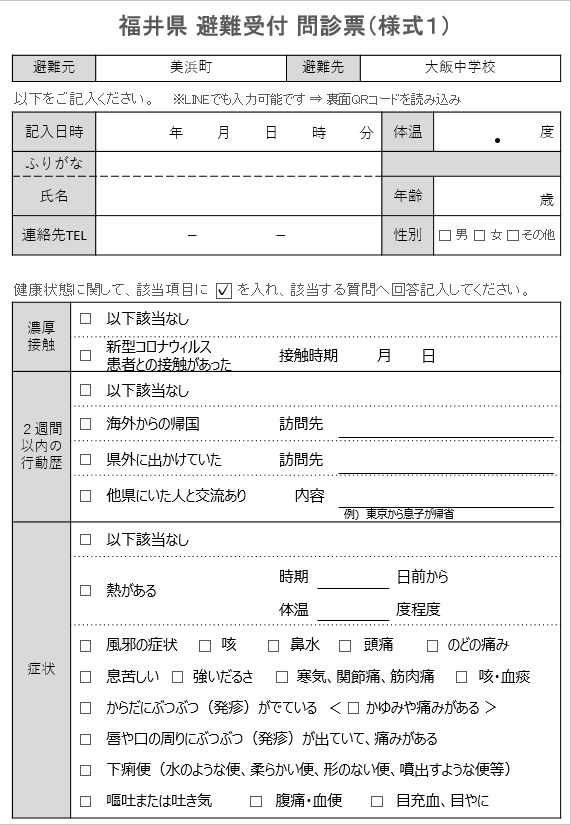 福井県 避難受付 問診票（様式１）
避難元 美浜町 避難先 大飯中学校
以下をご記入ください。 ※LINEでも入力可能です ⇒ 裏面QRコードを読み込み
記入日時 年 月 日 時 分 体温 ． 度
ふりがな
氏名 年齢 歳
連絡先TEL － － 性別 □ 男 □ 女 □ その他
健康状態に関して、該当項目に ☑ を入れ、該当する質問へ回答記入してください。
濃厚接触
□ 以下該当なし
□ 新型コロナウィルス
患者との接触があった 接触時期 月 日
２週間以内の行動歴
□ 以下該当なし
□ 海外からの帰国 訪問先
□ 県外に出かけていた 訪問先
□ 他県にいた人と交流あり 内容
例）東京から息子が帰省
症状
□ 以下該当なし
□ 熱がある 時期 日前から
体温 度程度
□ 風邪の症状 □ 咳 □ 鼻水 □ 頭痛 □ のどの痛み
□ 息苦しい □ 強いだるさ □ 寒気、関節痛、筋肉痛 □ 咳・血痰
□ からだにぶつぶつ（発疹）がでている ＜ □ かゆみや痛みがある ＞
□ 唇や口の周りにぶつぶつ（発疹）が出ていて、痛みがある
□ 下痢便（水のような便、柔らかい便、形のない便、噴出すような便等）
□ 嘔吐または吐き気 □ 腹痛・血便 □ 目充血、目やに